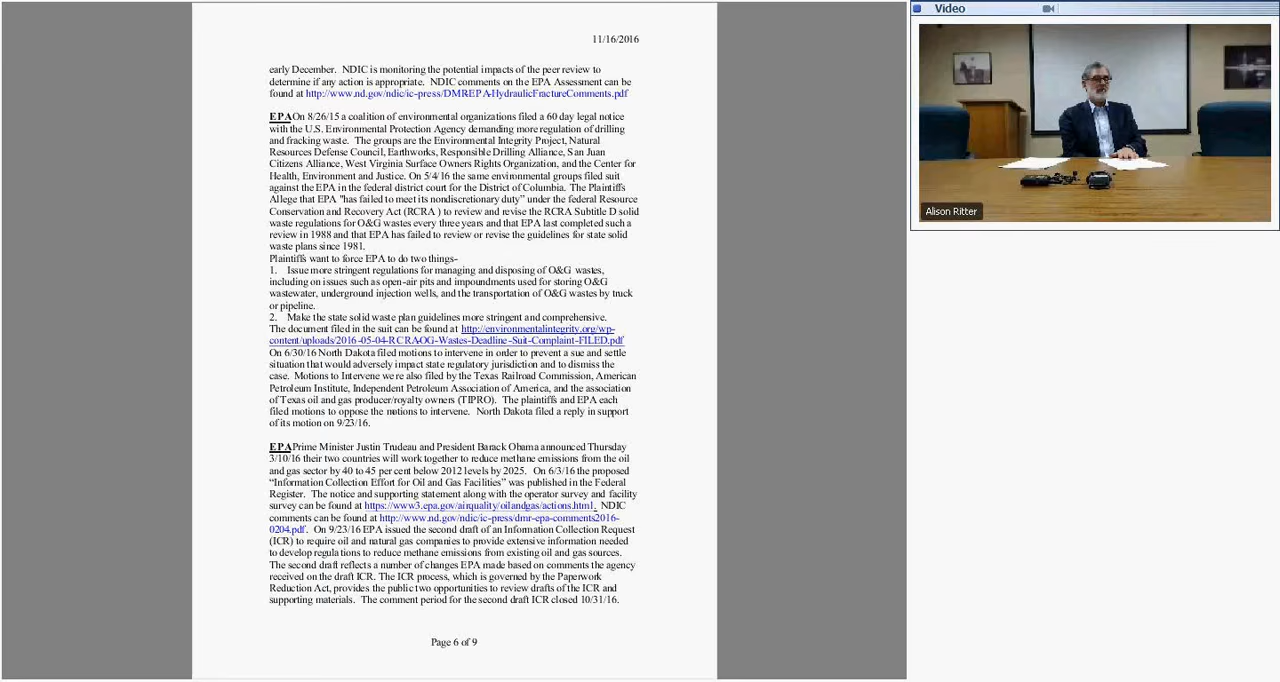 11/16/2016
early December. NDIC is monitoring the potential impacts of the peer review to
determine if any action is appropriate. NDIC comments on the EPA Assessment can be
found at http://www.nd.gov/ndic/ic-press/DMREPA-HydraulicFractureComments.pdf
EPA On 8/26/15 a coalition of environmental organizations filed a 60 day legal notice
with the U.S. Environmental Protection Agency demanding more regulation of drilling
and fracking waste. The groups are the Environmental Integrity Project, Natural
Resources Defense Council, Earthworks, Responsible Drilling Alliance, San Juan
Citizens Alliance, West Virginia Surface Owners Rights Organization, and the Center for
Health, Environment and Justice. On 5/4/16 the same environmental groups filed suit
against the EPA in the federal district court for the District of Columbia. The Plaintiffs
Allege that EPA "has failed to meet its nondiscretionary duty" under the federal Resource
Conservation and Recovery Act (RCRA ) to review and revise the RCRA Subtitle D solid
waste regulations for O&G wastes every three years and that EPA last completed such a
review in 1988 and that EPA has failed to review or revise the guidelines for state solid
waste plans since 1981.
Plaintiffs want to force EPA to do two things-
1. Issue more stringent regulations for managing and disposing of O&G wastes,
including on issues such as open-air pits and impoundments used for storing O&G
wastewater, underground injection wells, and the transportation of O&G wastes by truck
or pipeline.
2. Make the state solid waste plan guidelines more stringent and comprehensive.
The document filed in the suit can be found at http://environmentalintegrity.org/wp-
content/uploads/2016-05-04-RCRA-OG-Wastes-Deadline-Suit-Complaint-FILED.pdf
On 6/30/16 North Dakota filed motions to intervene in order to prevent a sue and settle
situation that would adversely impact state regulatory jurisdiction and to dismiss the
case. Motions to Intervene were also filed by the Texas Railroad Commission, American
Petroleum Institute, Independent Petroleum Association of America, and the association
of Texas oil and gas producer/royalty owners (TIPRO). The plaintiffs and EPA each
filed motions to oppose the motions to intervene. North Dakota filed a reply in support
of its motion on 9/23/16.
EPA Prime Minister Justin Trudeau and President Barack Obama announced Thursday
3/10/16 their two countries will work together to reduce methane emissions from the oil
and gas sector by 40 to 45 per cent below 2012 levels by 2025. On 6/3/16 the proposed
“Information Collection Effort for Oil and Gas Facilities” was published in the Federal
Register. The notice and supporting statement along with the operator survey and facility
survey can be found at https://www3.epa.gov/airquality/oilandgas/actions.html. NDIC
comments can be found at http://www.nd.gov/ndic/ic-press/dmr-epa-comments2016-
0204.pdf. On 9/23/16 EPA issued the second draft of an Information Collection Request
(ICR) to require oil and natural gas companies to provide extensive information needed
to develop regulations to reduce methane emissions from existing oil and gas sources.
The second draft reflects a number of changes EPA made based on comments the agency
received on the draft ICR. The ICR process, which is governed by the Paperwork
Reduction Act, provides the public two opportunities to review drafts of the ICR and
supporting materials. The comment period for the second draft ICR closed 10/31/16.
Page 6 of 9
Video
Alison Ritter